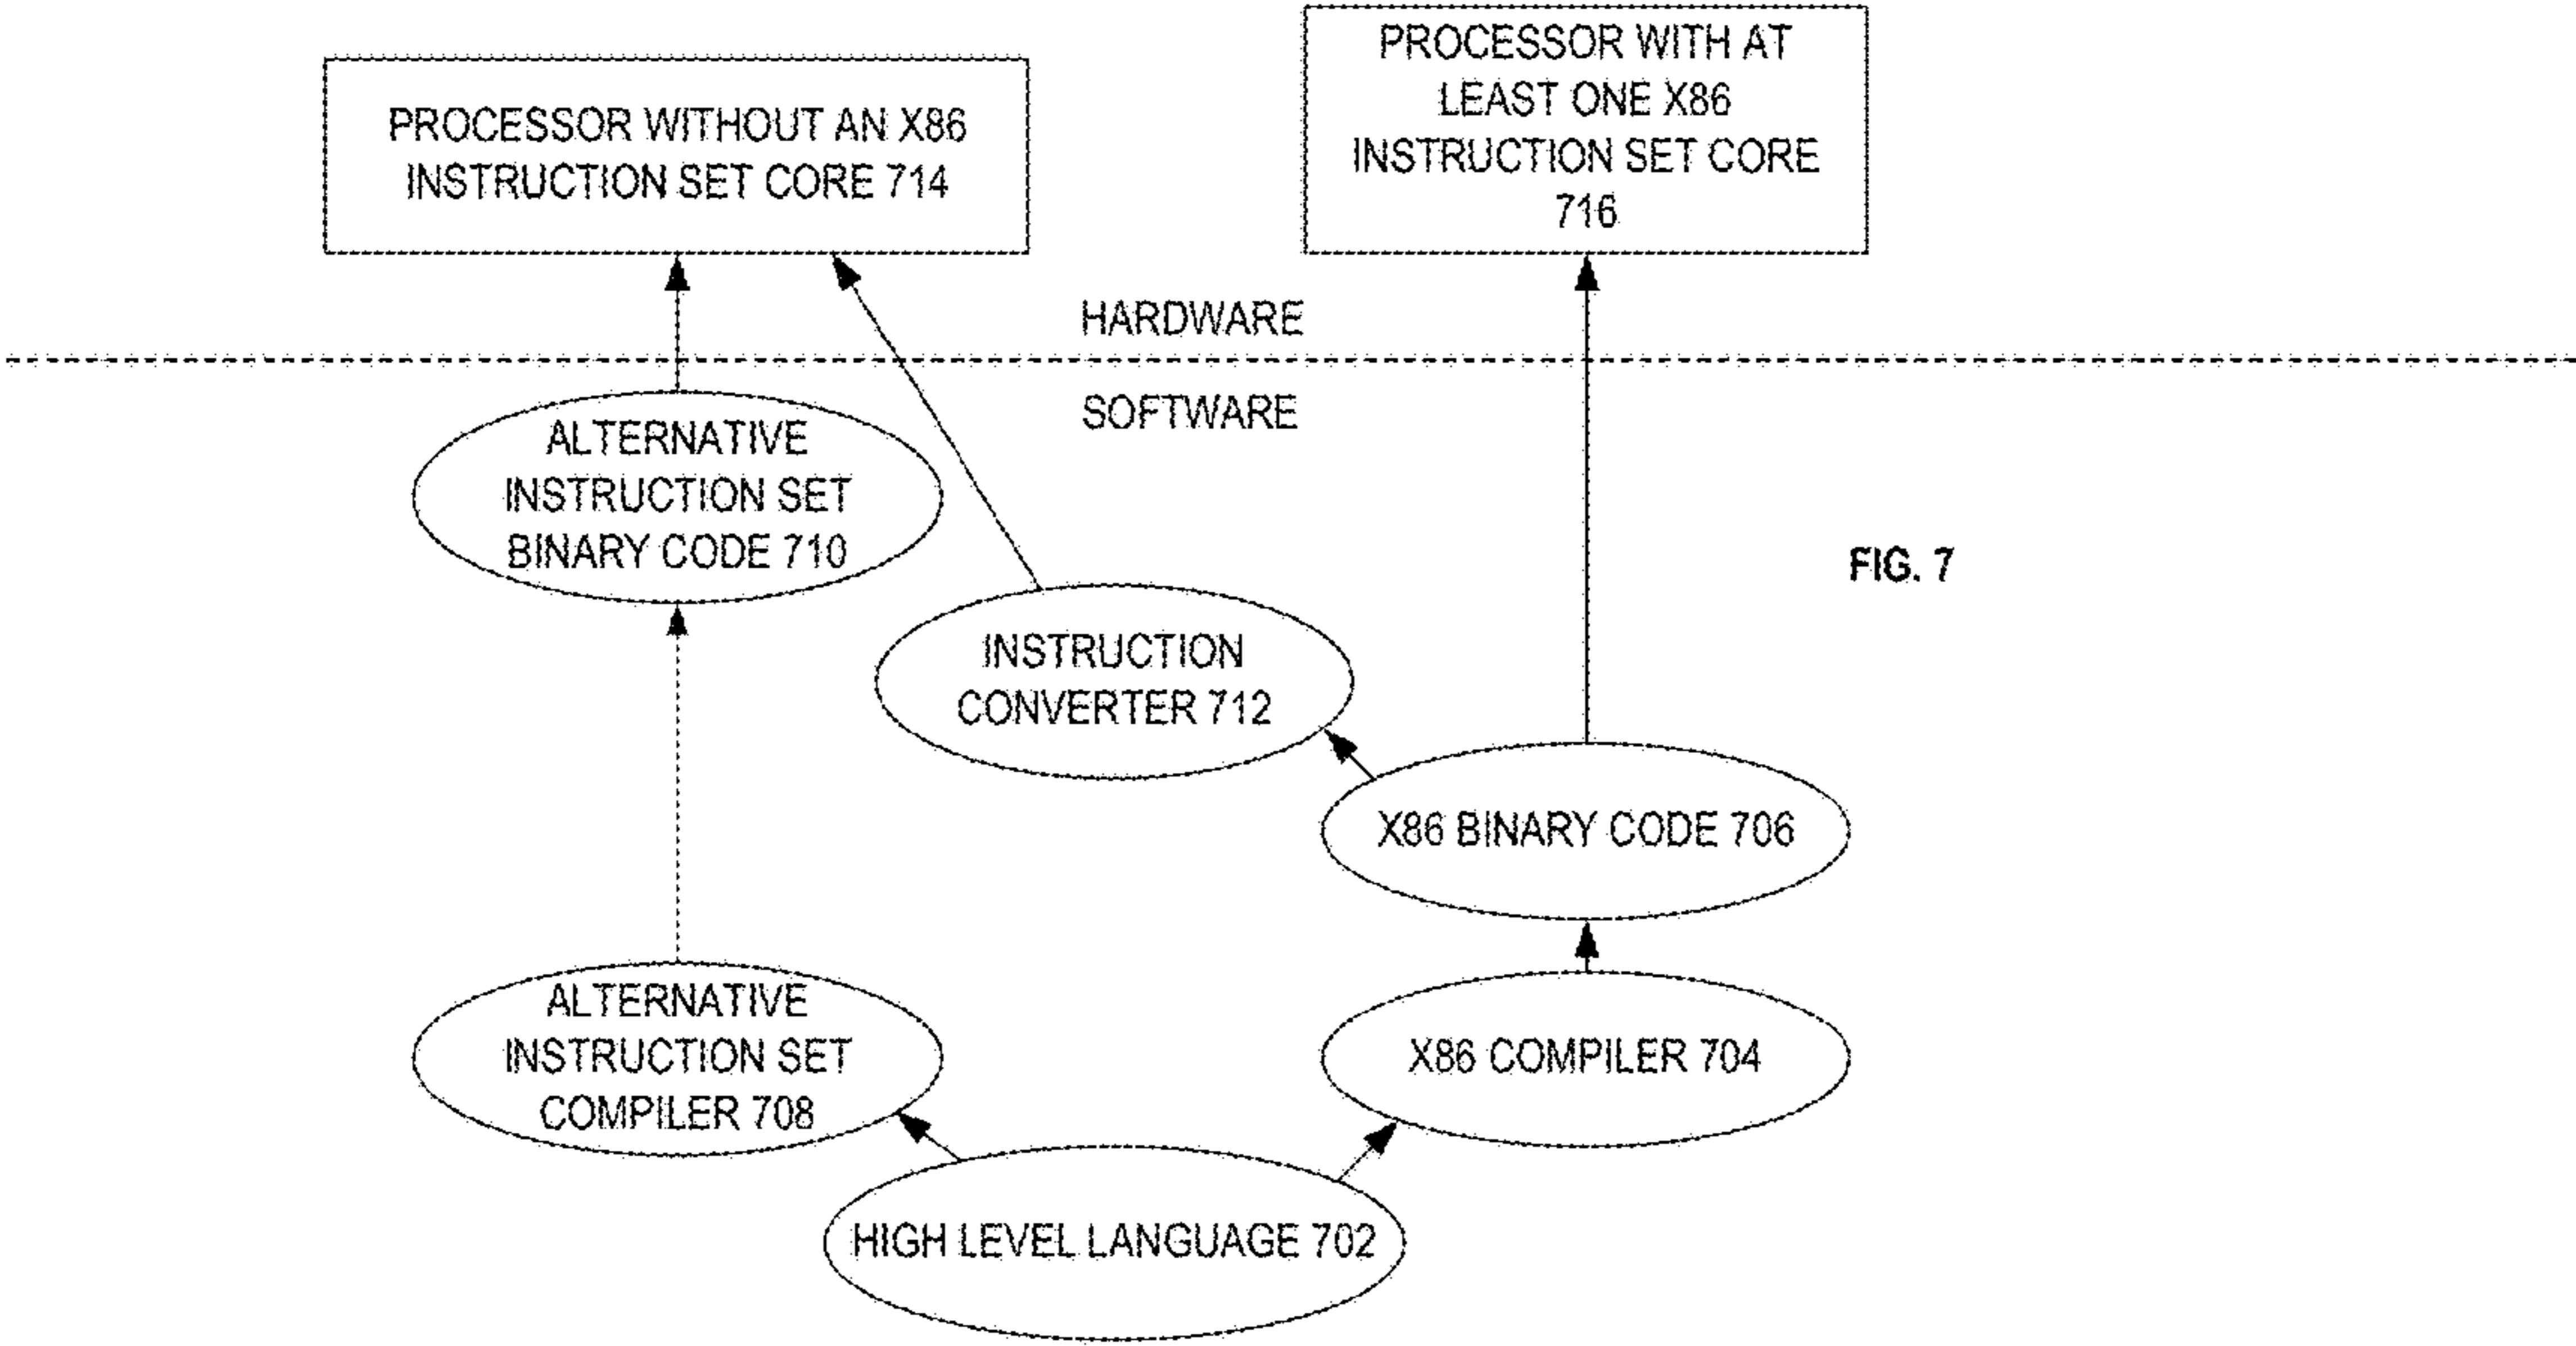 PROCESSOR WITHOUT AN X86
INSTRUCTION SET CORE 714
PROCESSOR WITH AT
LEAST ONE X86
INSTRUCTION SET CORE
716
HARDWARE
SOFTWARE
ALTERNATIVE
INSTRUCTION SET
BINARY CODE 710
FIG. 7
INSTRUCTION
CONVERTER 712
X86 BINARY CODE 706
ALTERNATIVE
INSTRUCTION SET
COMPILER 708
X86 COMPILER 704
HIGH LEVEL LANGUAGE 702